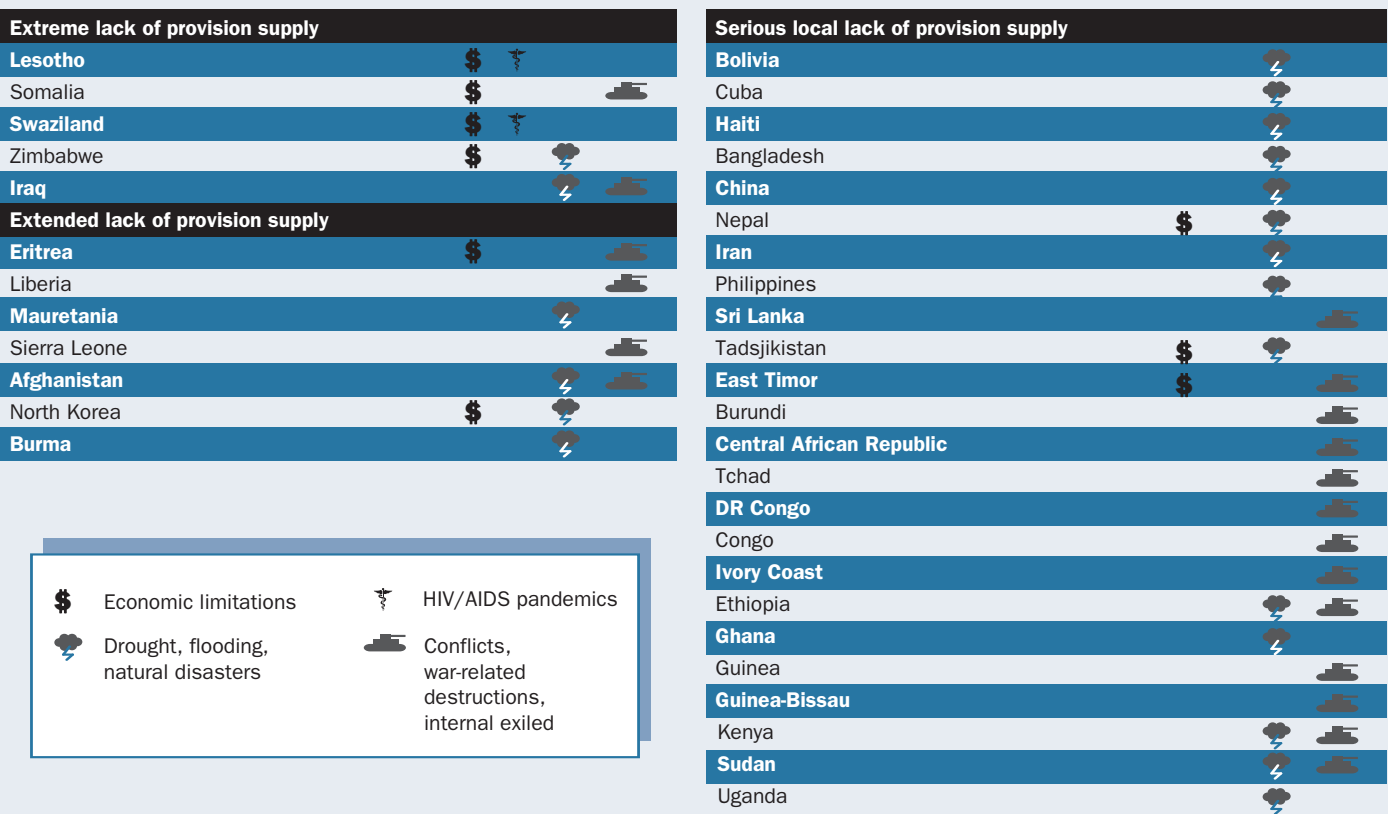 Extreme lack of provision supply
Lesotho
Somalia
Swaziland
Zimbabwe
Iraq
Extended lack of provision supply
Eritrea
Liberia
Mauretania
Sierra Leone
Afghanistan
North Korea
Burma
Economic limitations
HIV/AIDS pandemics
Drought, flooding,
natural disasters
Conflicts,
war-related
destructions,
internal exiled
Serious local lack of provision supply
Bolivia
Cuba
Haiti
Bangladesh
China
Nepal
Iran
Philippines
Sri Lanka
Tadsjikistan
East Timor
Burundi
Central African Republic
Tchad
DR Congo
Congo
Ivory Coast
Ethiopia
Ghana
Guinea
Guinea-Bissau
Kenya
Sudan
Uganda